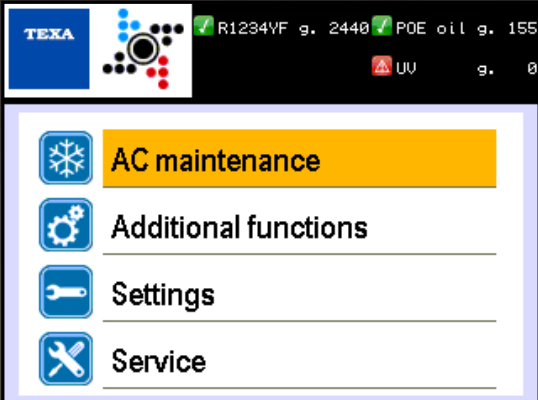 TEXA
R1234YF g. 2440 POE oil g. 155
UV g. 0
AC maintenance
Additional functions
Settings
Service